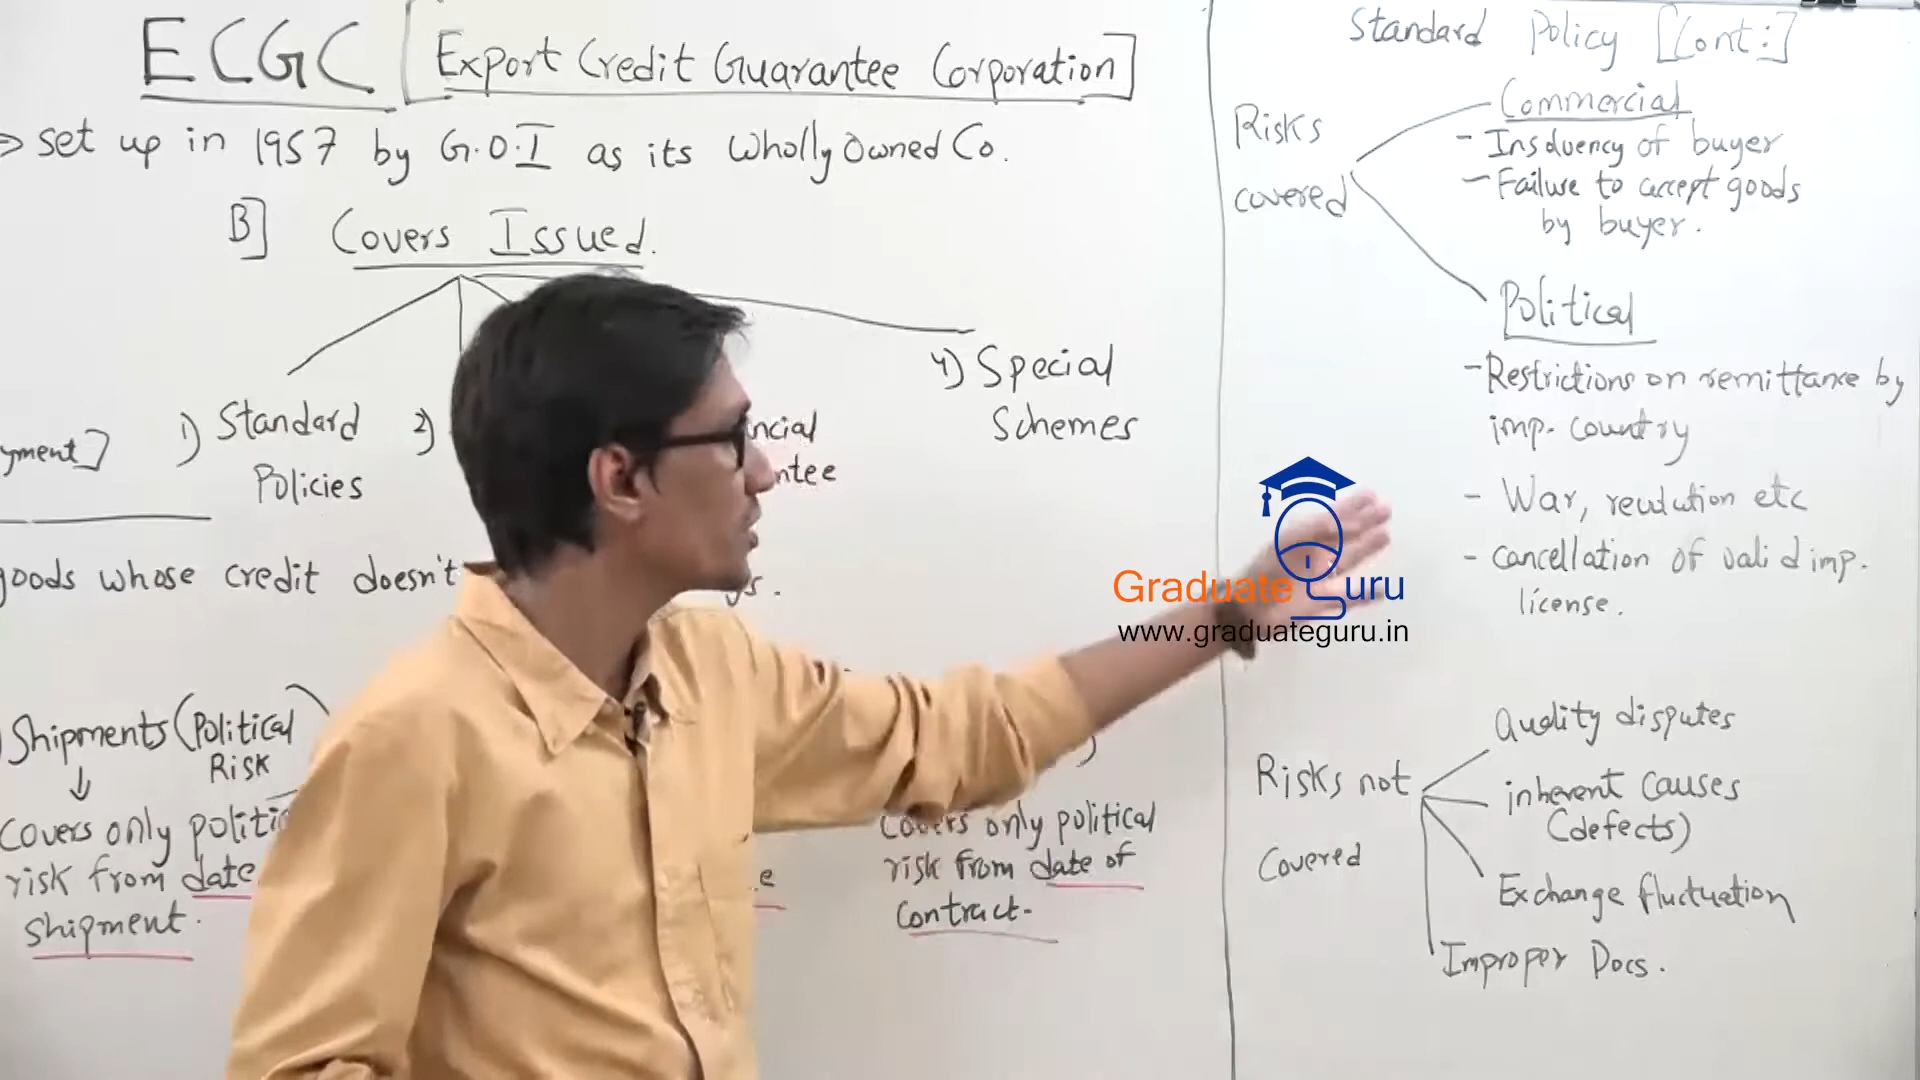 ECGC [Export Credit Guarantee Corporation]
⇒ set up in 1957 by G.O.I as its Wholly Owned Co.
B] Covers Issued.
1) Standard
Policies
2)
ncial
ntee
4) Special
Schemes
yment]
goods whose credit doesn't
Shipments (Political
Risk
↓
Covers only politic
risk from date
shipment.
e
Covers only political
risk from date of
Contract.
Standard Policy [Cont:]
Risks
covered
Commercial
- Insolvency of buyer
- Failure to accept goods
by buyer.
Political
- Restrictions on remittance by
imp. country
- War, revolution etc
- Cancellation of valid imp.
license.
Risks not
Covered
Quality disputes
inherent causes
(defects)
Exchange fluctuation
Improper Docs.
Graduate Guru
www.graduateguru.in